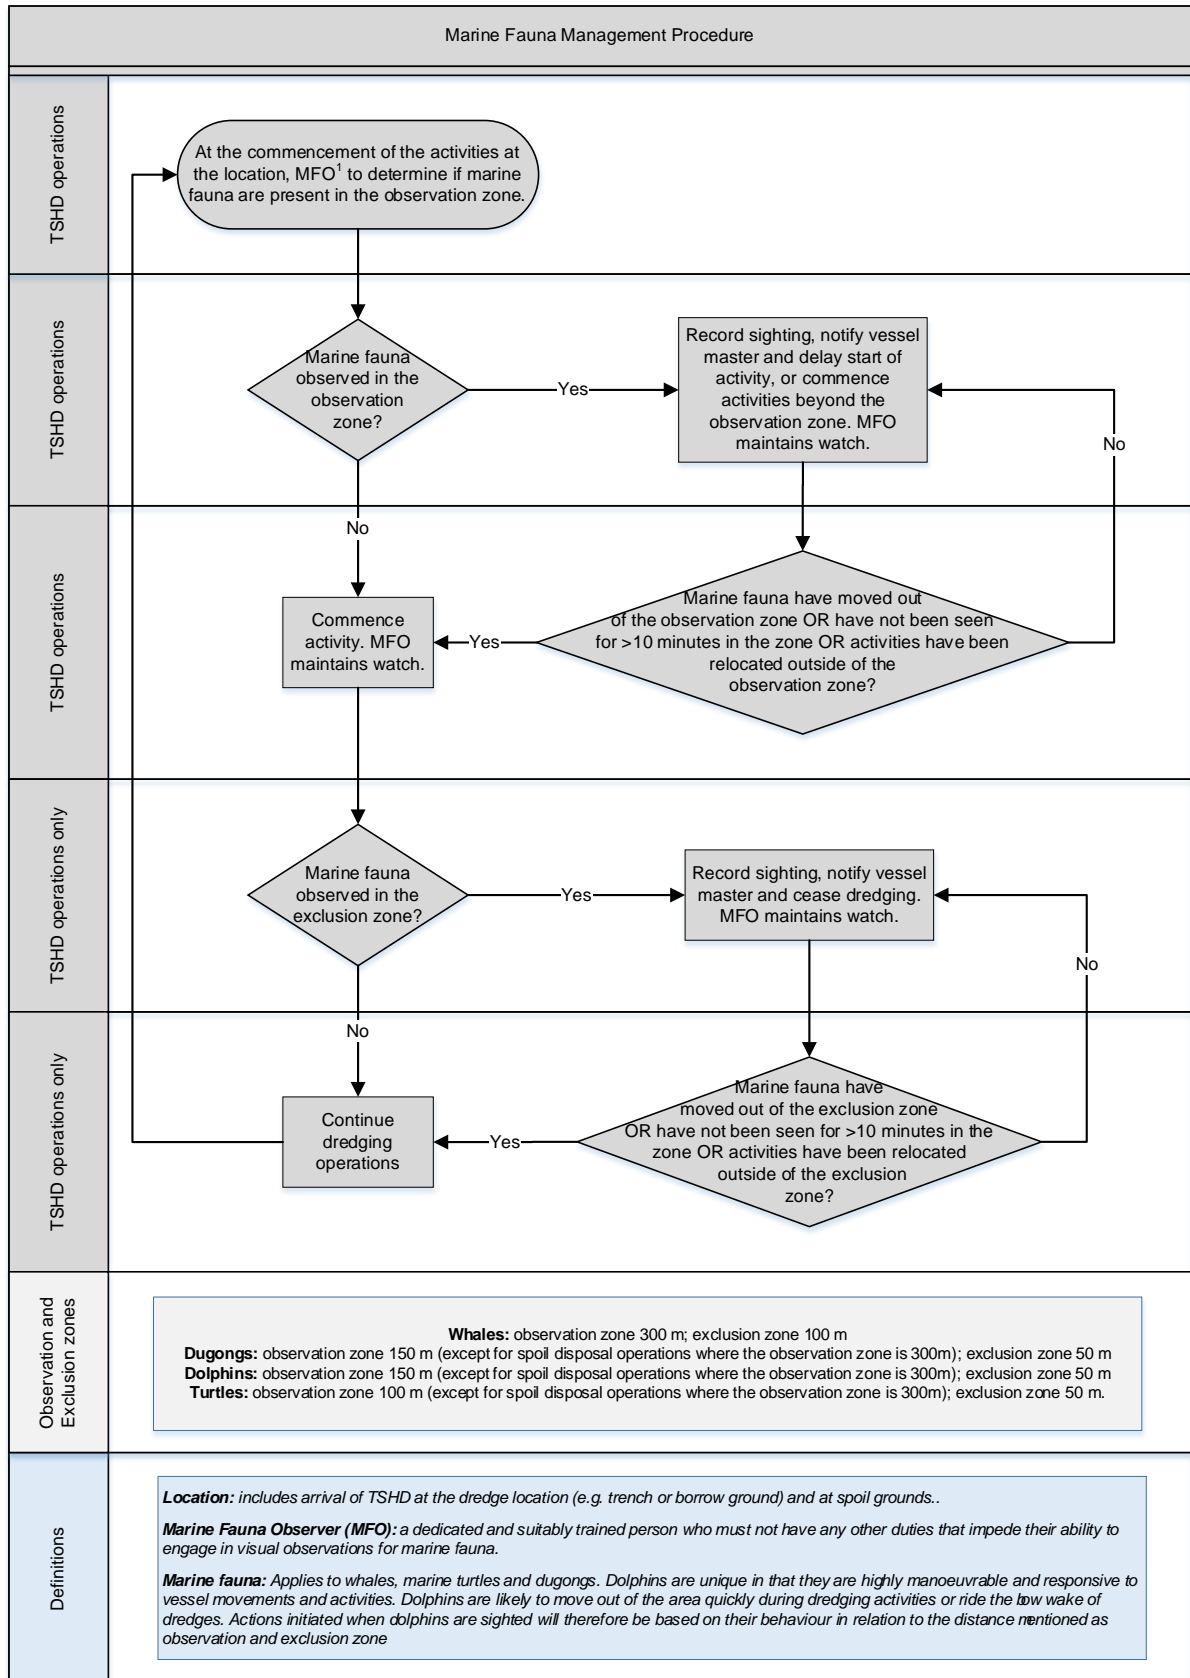 Marine Fauna Management Procedure
TSHD operations
At the commencement of the activities at
the location, MFO1 to determine if marine
fauna are present in the observation zone.
TSHD operations
Marine fauna
observed in the
observation
zone?
Yes
Record sighting, notify vessel
master and delay start of
activity, or commence
activities beyond the
observation zone. MFO
maintains watch.
No
No
TSHD operations
Commence
activity. MFO
maintains watch.
Yes
Marine fauna have moved out
of the observation zone OR have not been seen
for >10 minutes in the zone OR activities have been
relocated outside of the
observation zone?
TSHD operations only
Marine fauna
observed in the
exclusion zone?
Yes
Record sighting, notify vessel
master and cease dredging.
MFO maintains watch.
No
No
TSHD operations only
Continue
dredging
operations
Yes
Marine fauna have
moved out of the exclusion zone
OR have not been seen for >10 minutes in the
zone OR activities have been relocated
outside of the exclusion
zone?
Observation and
Exclusion zones
Whales: observation zone 300 m; exclusion zone 100 m
Dugongs: observation zone 150 m (except for spoil disposal operations where the observation zone is 300m); exclusion zone 50 m
Dolphins: observation zone 150 m (except for spoil disposal operations where the observation zone is 300m); exclusion zone 50 m
Turtles: observation zone 100 m (except for spoil disposal operations where the observation zone is 300m); exclusion zone 50 m.
Definitions
Location: includes arrival of TSHD at the dredge location (e.g. trench or borrow ground) and at spoil grounds..
Marine Fauna Observer (MFO): a dedicated and suitably trained person who must not have any other duties that impede their ability to
engage in visual observations for marine fauna.
Marine fauna: Applies to whales, marine turtles and dugongs. Dolphins are unique in that they are highly manoeuvrable and responsive to
vessel movements and activities. Dolphins are likely to move out of the area quickly during dredging activities or ride the bow wake of
dredges. Actions initiated when dolphins are sighted will therefore be based on their behaviour in relation to the distance mentioned as
observation and exclusion zone